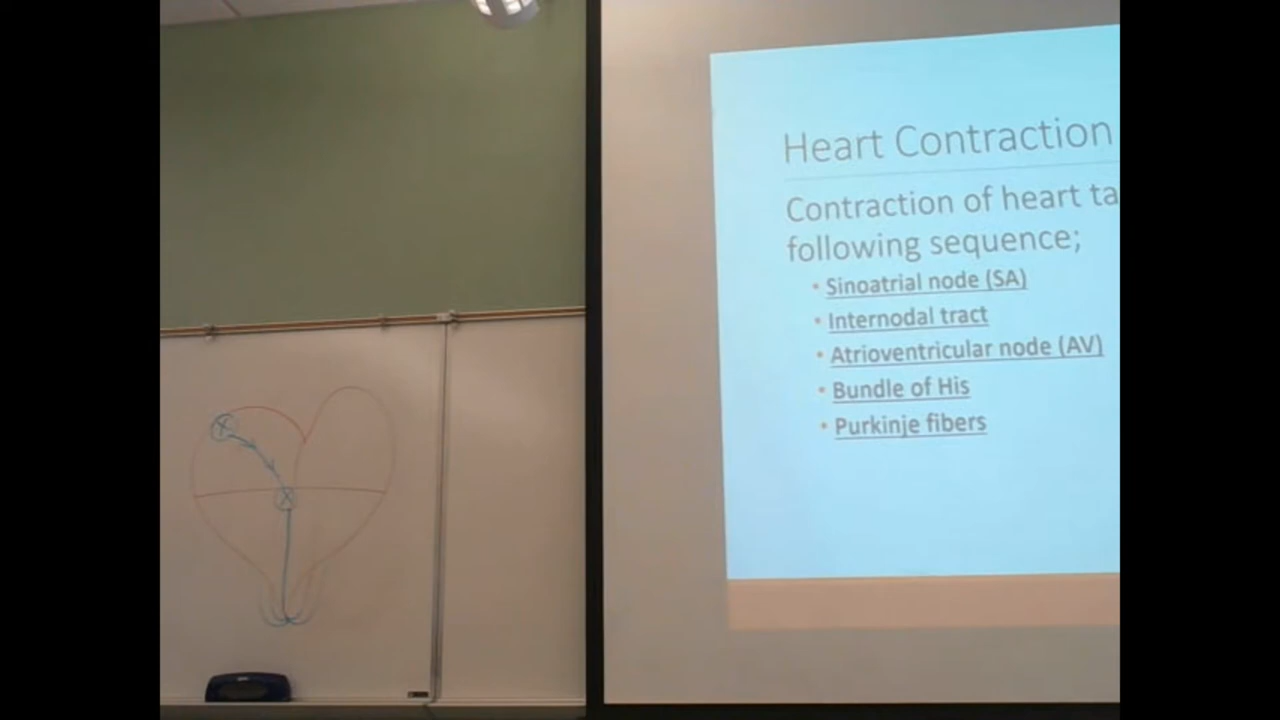 X
X
Heart Contraction
Contraction of heart ta
following sequence;
• Sinoatrial node (SA)
• Internodal tract
• Atrioventricular node (AV)
• Bundle of His
• Purkinje fibers